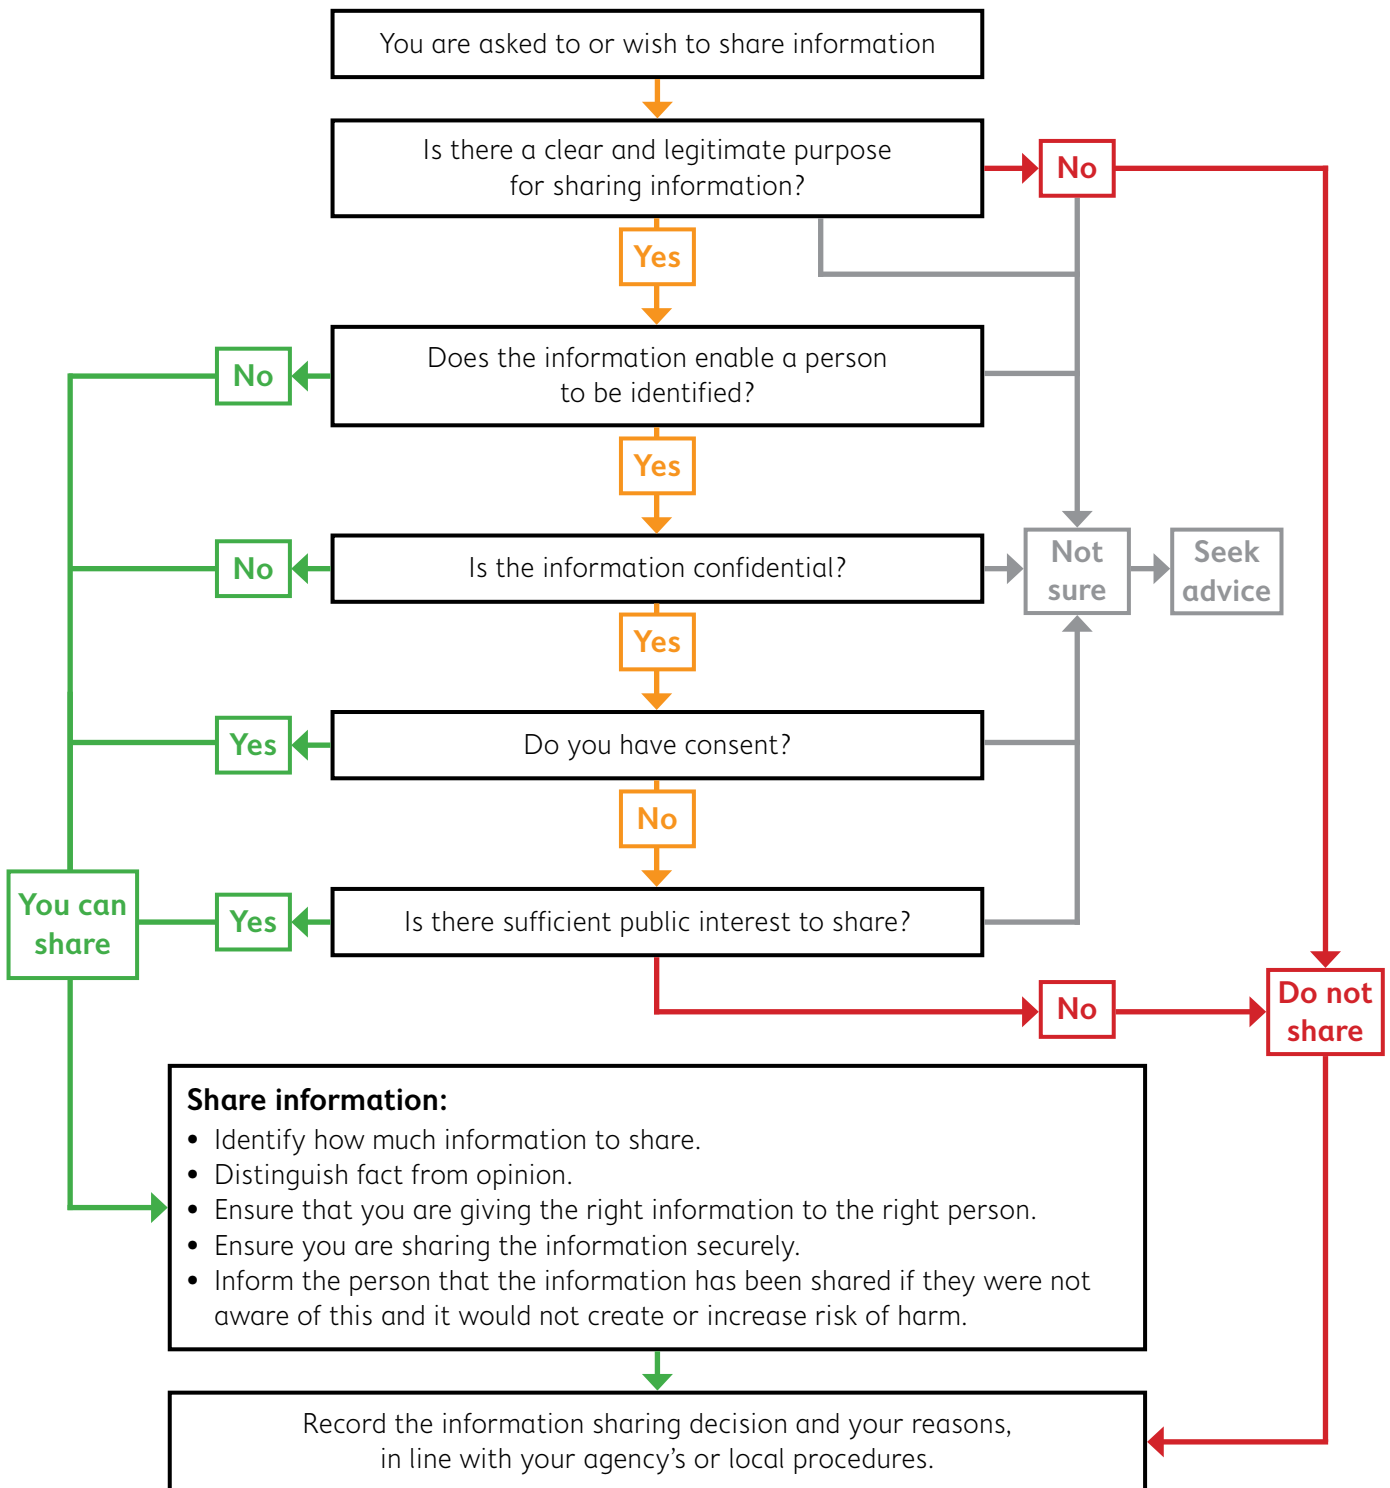 You are asked to or wish to share information
Is there a clear and legitimate purpose
for sharing information?
No
Yes
Does the information enable a person
to be identified?
No
Yes
Is the information confidential?
No
Not
sure
Seek
advice
Yes
Do you have consent?
Yes
No
Is there sufficient public interest to share?
Yes
You can
share
No
Do not
share
Share information:
• Identify how much information to share.
• Distinguish fact from opinion.
• Ensure that you are giving the right information to the right person.
• Ensure you are sharing the information securely.
• Inform the person that the information has been shared if they were not
aware of this and it would not create or increase risk of harm.
Record the information sharing decision and your reasons,
in line with your agency’s or local procedures.